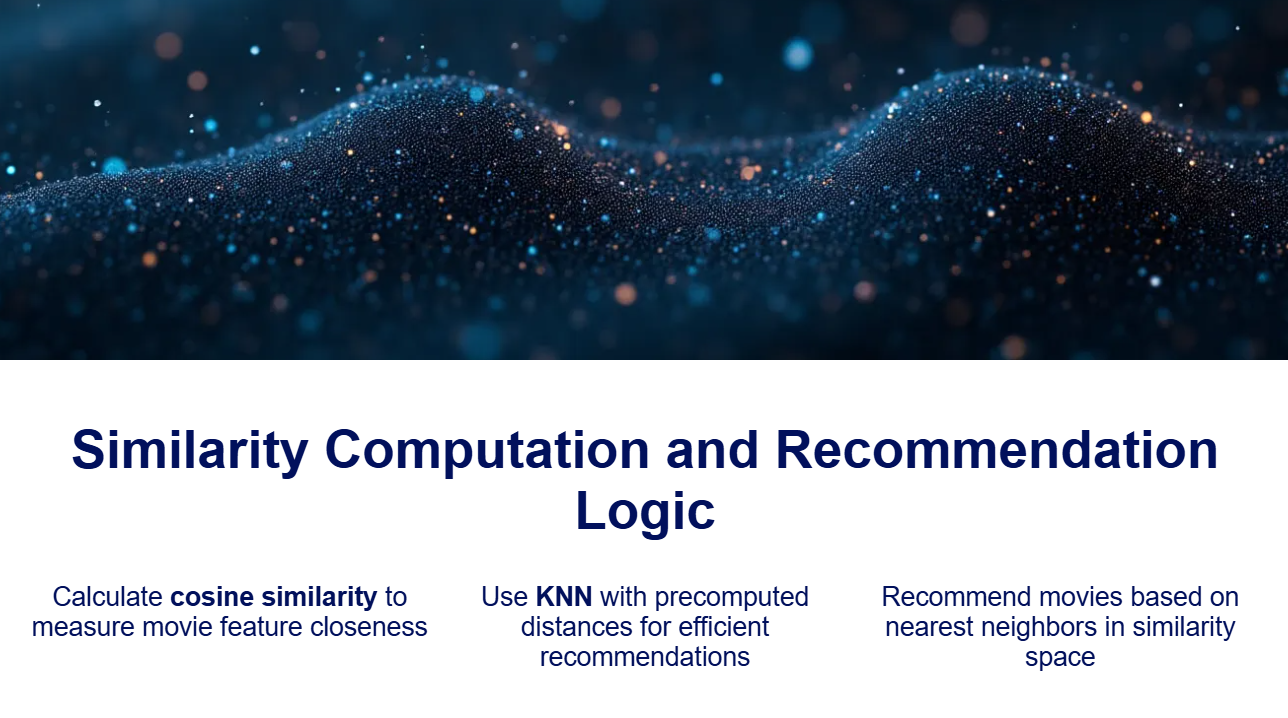 Similarity Computation and Recommendation
Logic
Calculate cosine similarity to
measure movie feature closeness
Use KNN with precomputed
distances for efficient
recommendations
Recommend movies based on
nearest neighbors in similarity
space